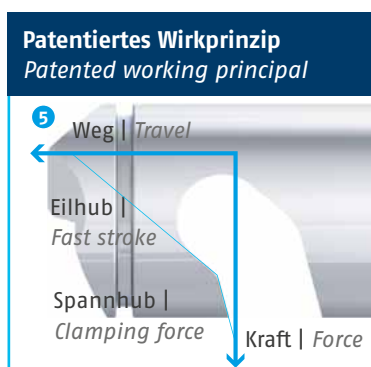 Patentiertes Wirkprinzip
Patented working principal
5
Weg | Travel
Eilhub |
Fast stroke
Spannhub |
Clamping force
Kraft | Force